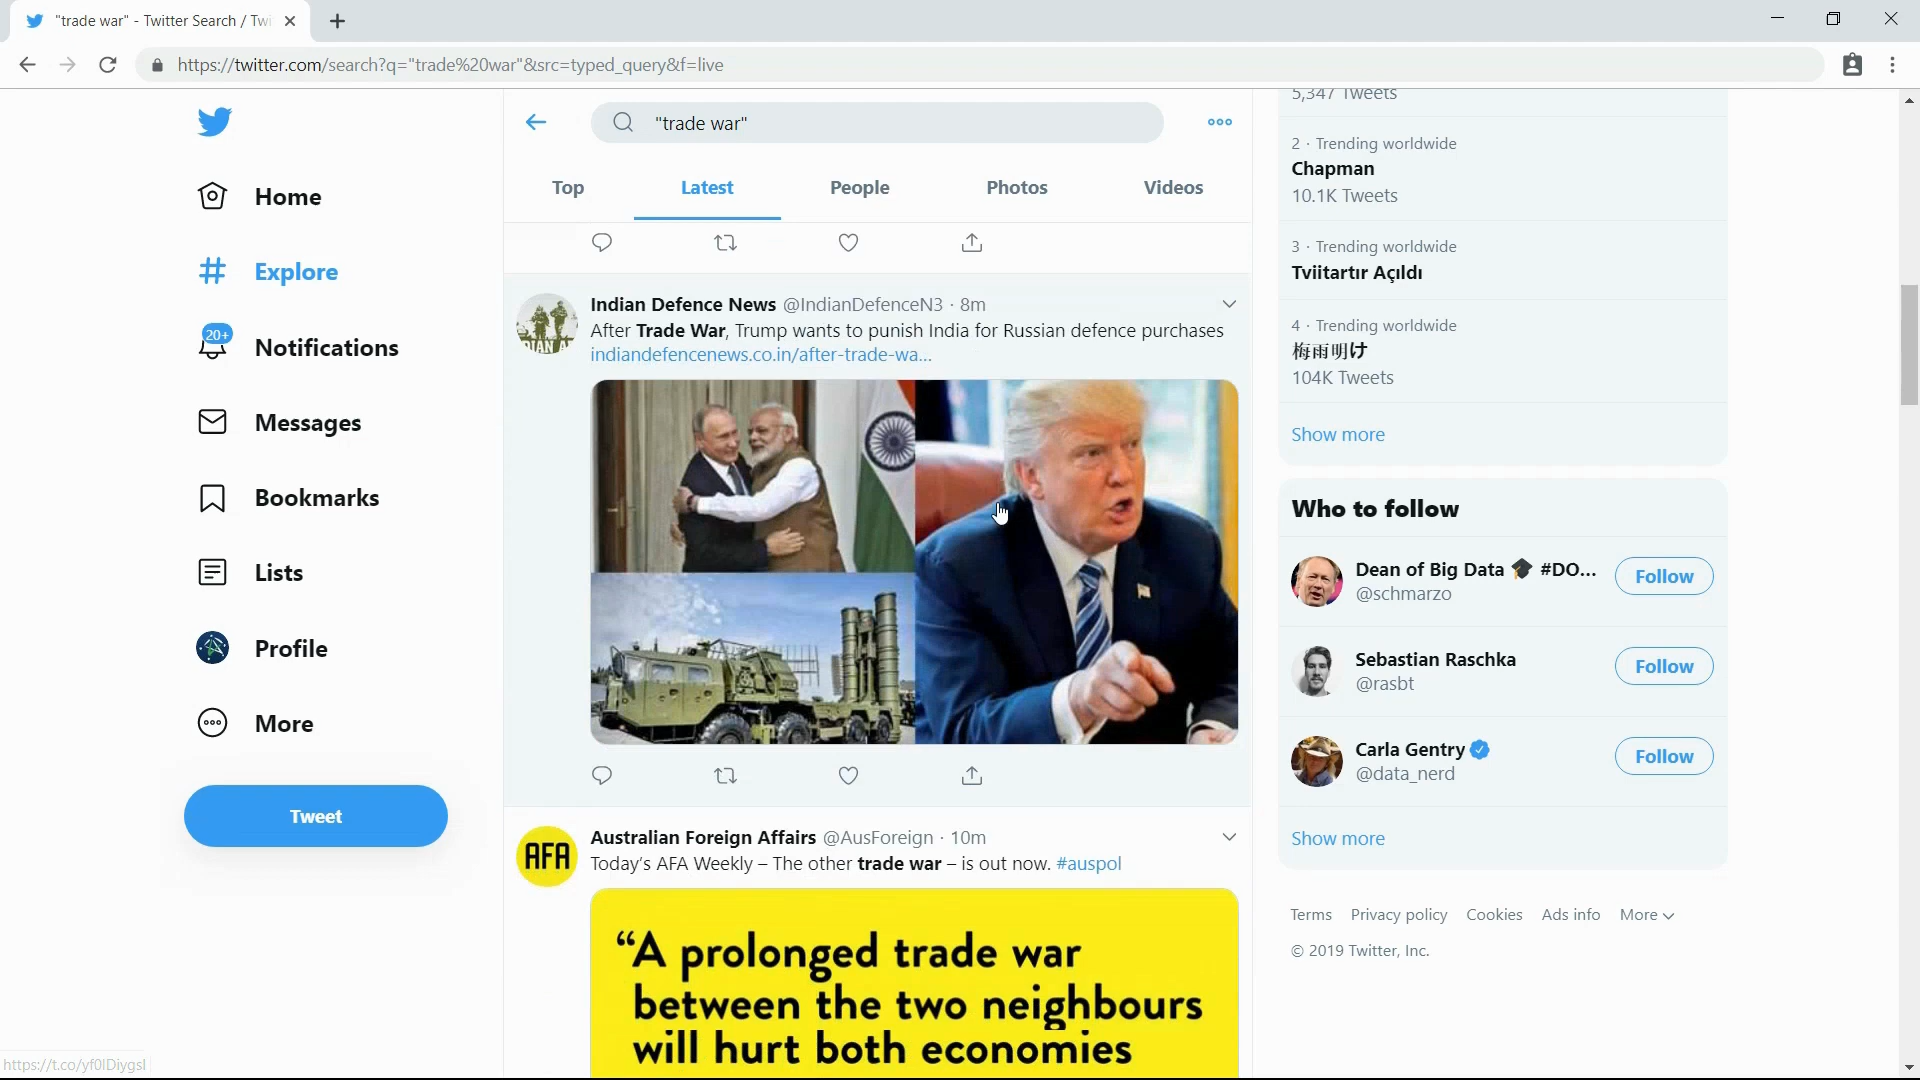 "trade war" - Twitter Search / Twi
https://twitter.com/search?q="trade%20war"&src=typed_query&f=live
Home
Explore
20+
Notifications
Messages
Bookmarks
Lists
Profile
More
Tweet
"trade war"
Top
Latest
People
Photos
Videos
Indian Defence News @IndianDefenceN3 · 8m
After Trade War, Trump wants to punish India for Russian defence purchases
indiandefencenews.co.in/after-trade-wa...
Australian Foreign Affairs @AusForeign · 10m
AFA
Today's AFA Weekly – The other trade war – is out now. #auspol
“A prolonged trade war
between the two neighbours
will hurt both economies
5,347 Tweets
2 · Trending worldwide
Chapman
10.1K Tweets
3 · Trending worldwide
Tviitartır Açıldı
4 · Trending worldwide
梅雨明け
104K Tweets
Show more
Who to follow
Dean of Big Data 🎓 #DO...
@schmarzo
Follow
Sebastian Raschka
@rasbt
Follow
Carla Gentry
@data_nerd
Follow
Show more
Terms Privacy policy Cookies Ads info More
© 2019 Twitter, Inc.